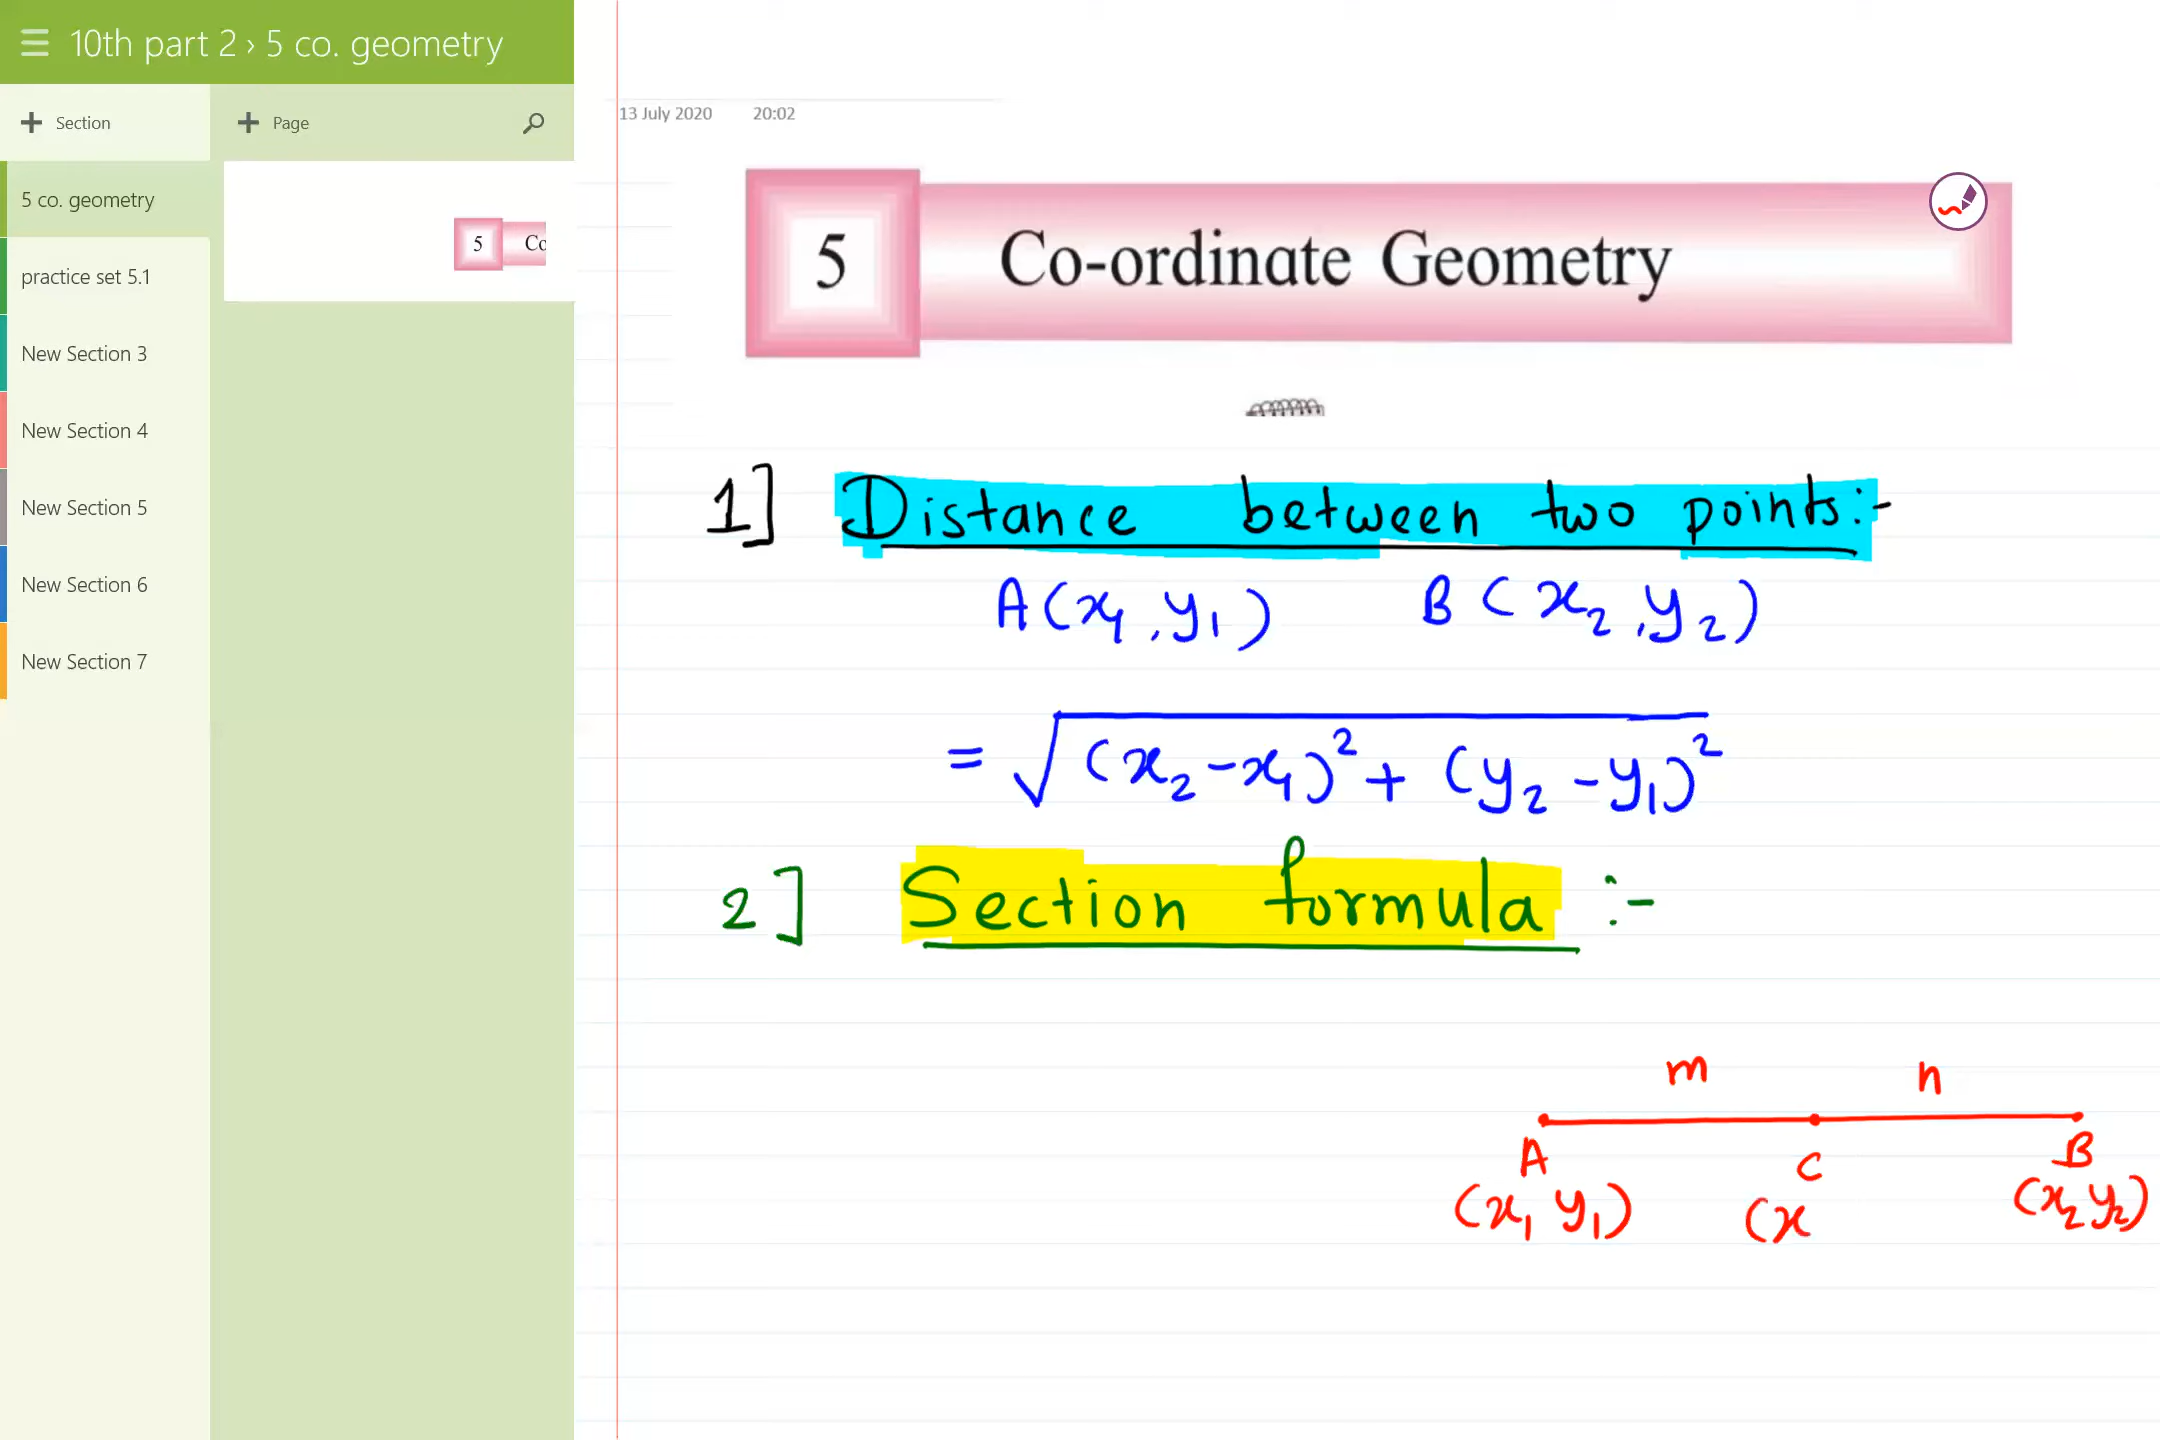 10th part 2 › 5 co. geometry
+ Section
+ Page
5 co. geometry
practice set 5.1
New Section 3
New Section 4
New Section 5
New Section 6
New Section 7
5 Co
13 July 2020 20:02
5 Co-ordinate Geometry
1] Distance between two points:-
A(x₁, y₁) B(x₂, y₂)
= √(x₂-x₁)² + (y₂-y₁)²
2] Section formula :-
m n
A C B
(x₁ y₁) (x (x₂ y₂)